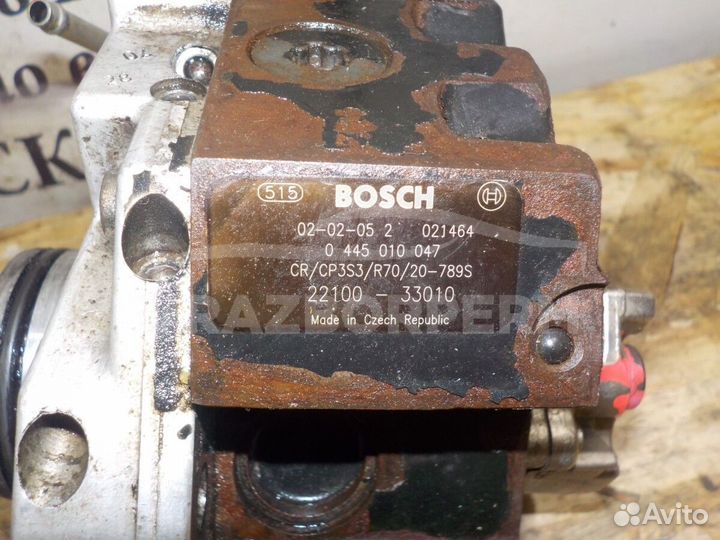 515 BOSCH
02-02-05 2 021464
0 445 010 047
CR/CP3S3/R70/20-789S
22100 - 33010
Made in Czech Republic
Avito